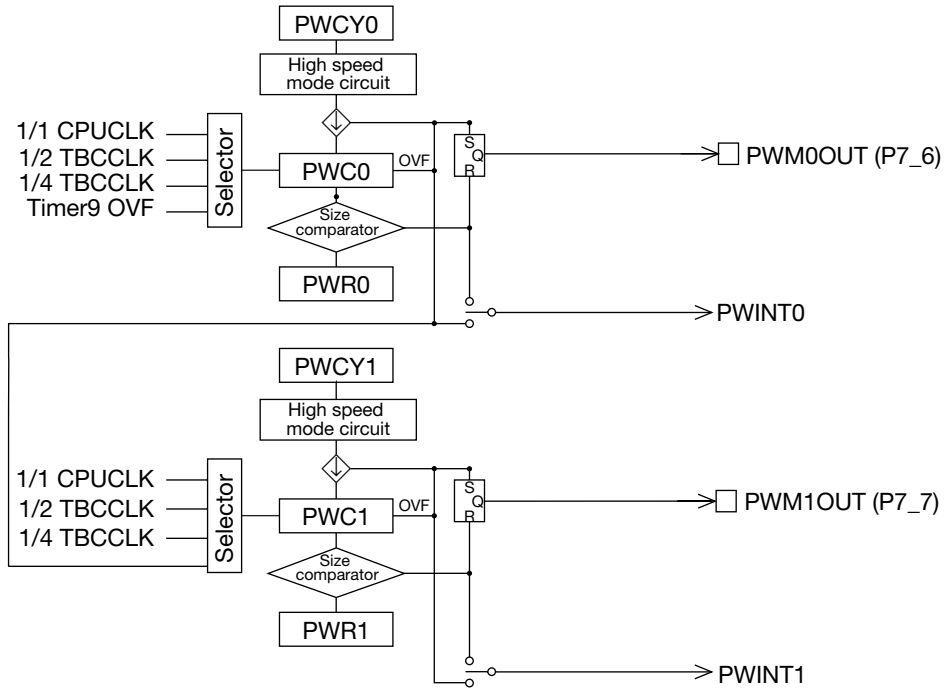 PWCY0
High speed
mode circuit
1/1 CPUCLK
1/2 TBCCLK
1/4 TBCCLK
Timer9 OVF
Selector
PWC0
OVF
S
Q
R
PWM0OUT (P7_6)
Size
comparator
PWR0
PWINT0
PWCY1
High speed
mode circuit
1/1 CPUCLK
1/2 TBCCLK
1/4 TBCCLK
Selector
PWC1
OVF
S
Q
R
PWM1OUT (P7_7)
Size
comparator
PWR1
PWINT1